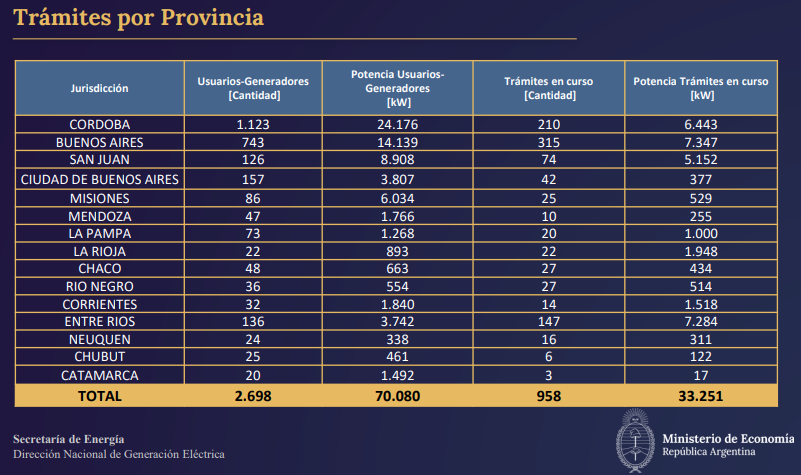 Trámites por Provincia
Jurisdicción
Usuarios-Generadores
[Cantidad]
Potencia Usuarios-
Generadores
[kW]
Trámites en curso
[Cantidad]
Potencia Trámites en curso
[kW]
CORDOBA 1.123 24.176 210 6.443
BUENOS AIRES 743 14.139 315 7.347
SAN JUAN 126 8.908 74 5.152
CIUDAD DE BUENOS AIRES 157 3.807 42 377
MISIONES 86 6.034 25 529
MENDOZA 47 1.766 10 255
LA PAMPA 73 1.268 20 1.000
LA RIOJA 22 893 22 1.948
CHACO 48 663 27 434
RIO NEGRO 36 554 27 514
CORRIENTES 32 1.840 14 1.518
ENTRE RIOS 136 3.742 147 7.284
NEUQUEN 24 338 16 311
CHUBUT 25 461 6 122
CATAMARCA 20 1.492 3 17
TOTAL 2.698 70.080 958 33.251
Secretaría de Energía
Dirección Nacional de Generación Eléctrica
Ministerio de Economía
República Argentina